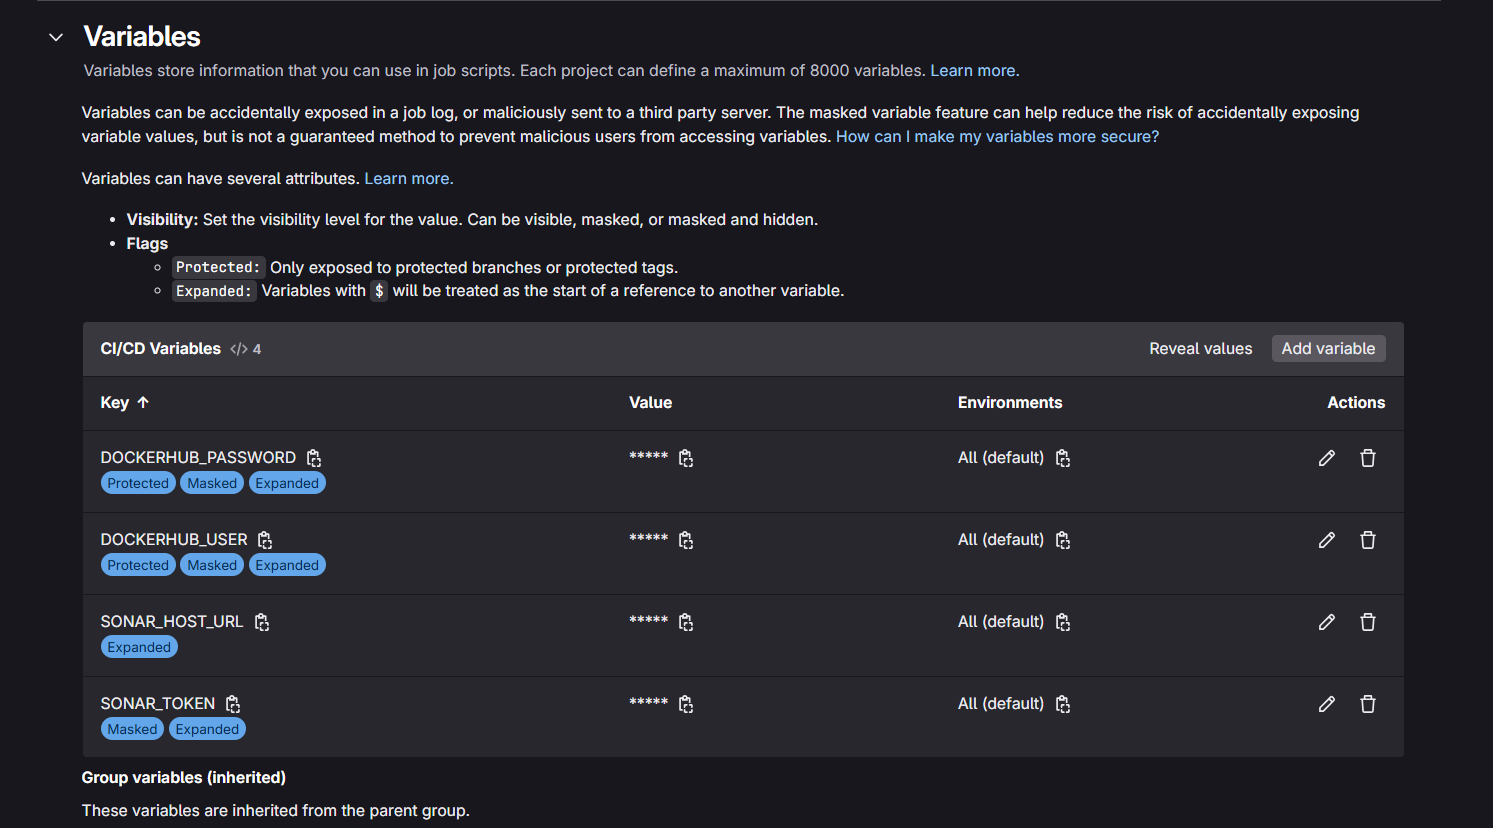 Variables
Variables store information that you can use in job scripts. Each project can define a maximum of 8000 variables. Learn more.
Variables can be accidentally exposed in a job log, or maliciously sent to a third party server. The masked variable feature can help reduce the risk of accidentally exposing
variable values, but is not a guaranteed method to prevent malicious users from accessing variables. How can I make my variables more secure?
Variables can have several attributes. Learn more.
• Visibility: Set the visibility level for the value. Can be visible, masked, or masked and hidden.
• Flags
◦ Protected: Only exposed to protected branches or protected tags.
◦ Expanded: Variables with $ will be treated as the start of a reference to another variable.
CI/CD Variables </> 4 Reveal values Add variable
Key ↑ Value Environments Actions
DOCKERHUB_PASSWORD ***** All (default)
Protected Masked Expanded
DOCKERHUB_USER ***** All (default)
Protected Masked Expanded
SONAR_HOST_URL ***** All (default)
Expanded
SONAR_TOKEN ***** All (default)
Masked Expanded
Group variables (inherited)
These variables are inherited from the parent group.